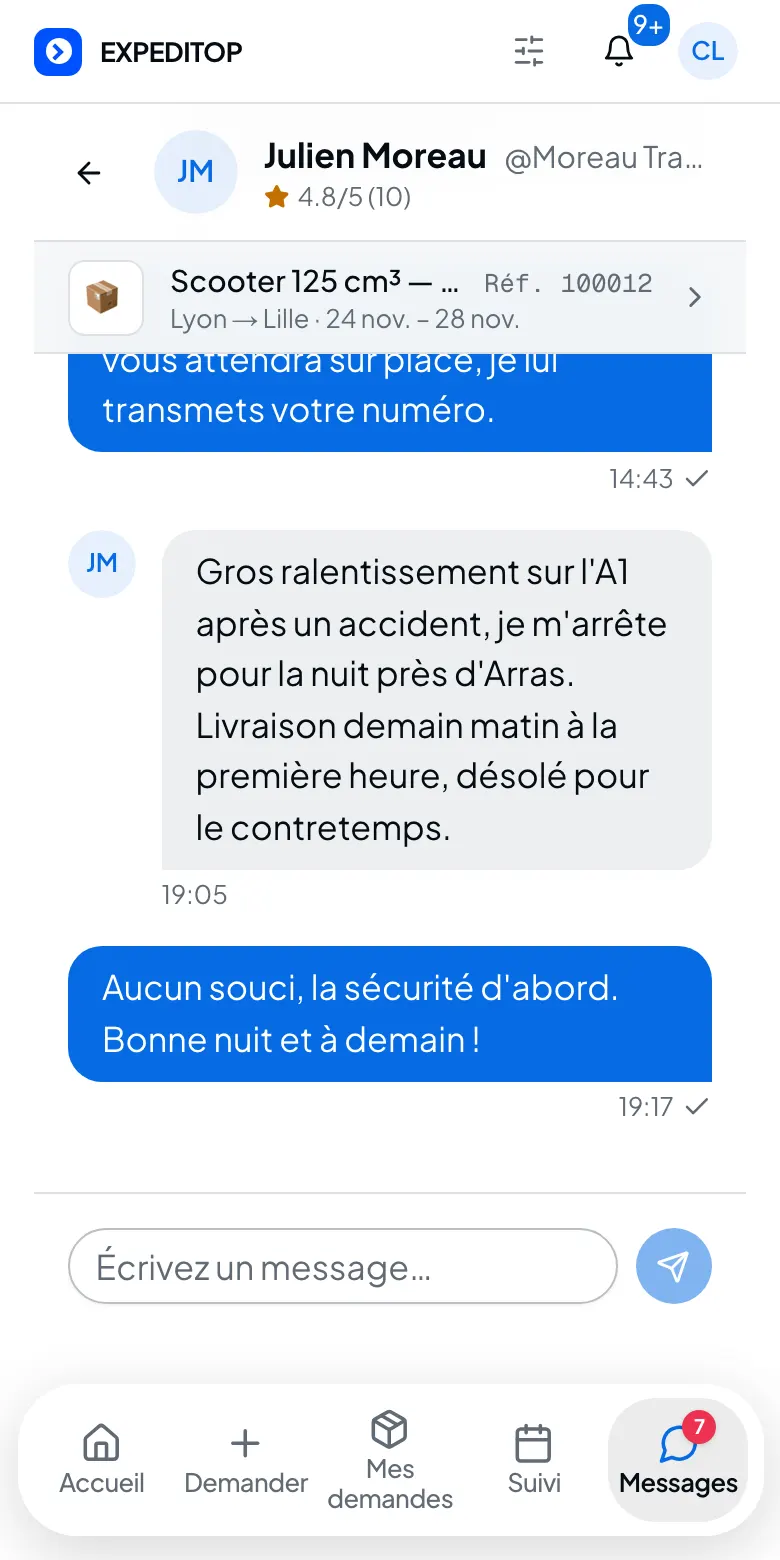 EXPEDITOP
9+
CL
JM
Julien Moreau @Moreau Tra...
4.8/5 (10)
Scooter 125 cm³ — ... Réf. 100012
Lyon → Lille · 24 nov. – 28 nov.
vous attendra sur place, je lui
transmets votre numéro.
14:43
JM
Gros ralentissement sur l'A1
après un accident, je m'arrête
pour la nuit près d'Arras.
Livraison demain matin à la
première heure, désolé pour
le contretemps.
19:05
Aucun souci, la sécurité d'abord.
Bonne nuit et à demain !
19:17
Écrivez un message...
Accueil
Demander
Mes
demandes
Suivi
7
Messages